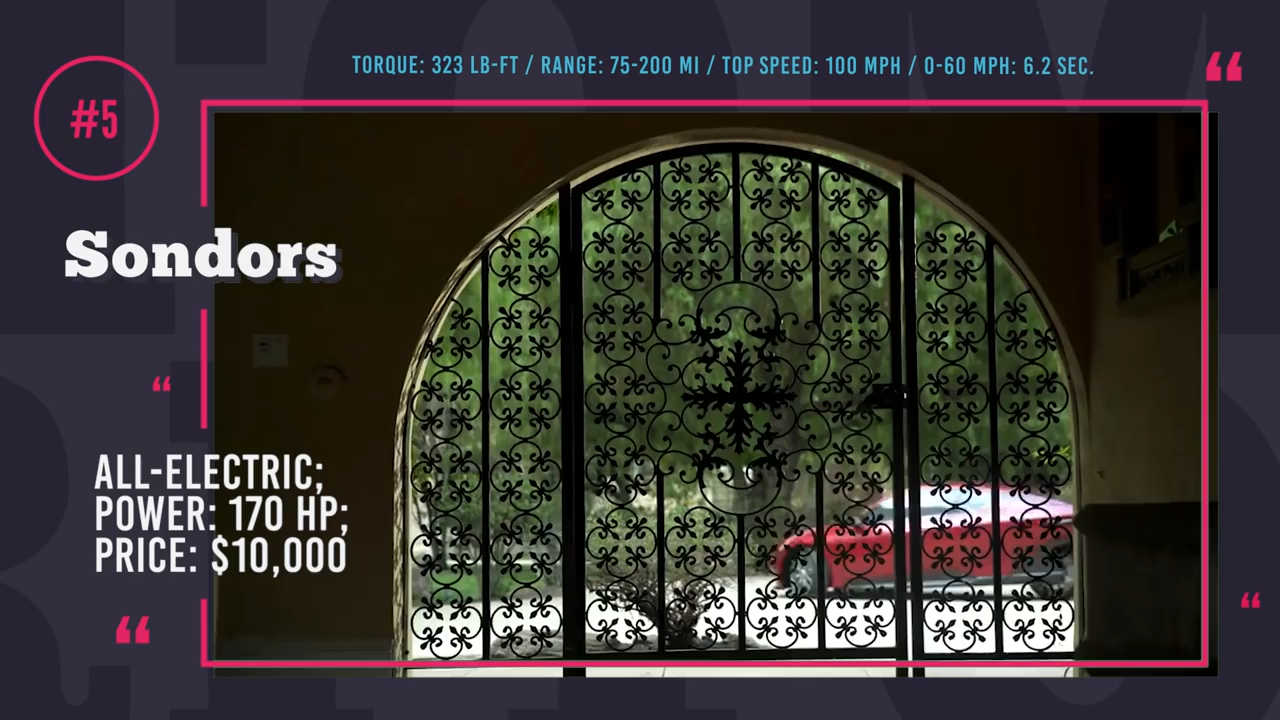 TORQUE: 323 LB-FT / RANGE: 75-200 MI / TOP SPEED: 100 MPH / 0-60 MPH: 6.2 SEC.
#5
Sondors
ALL-ELECTRIC;
POWER: 170 HP;
PRICE: $10,000